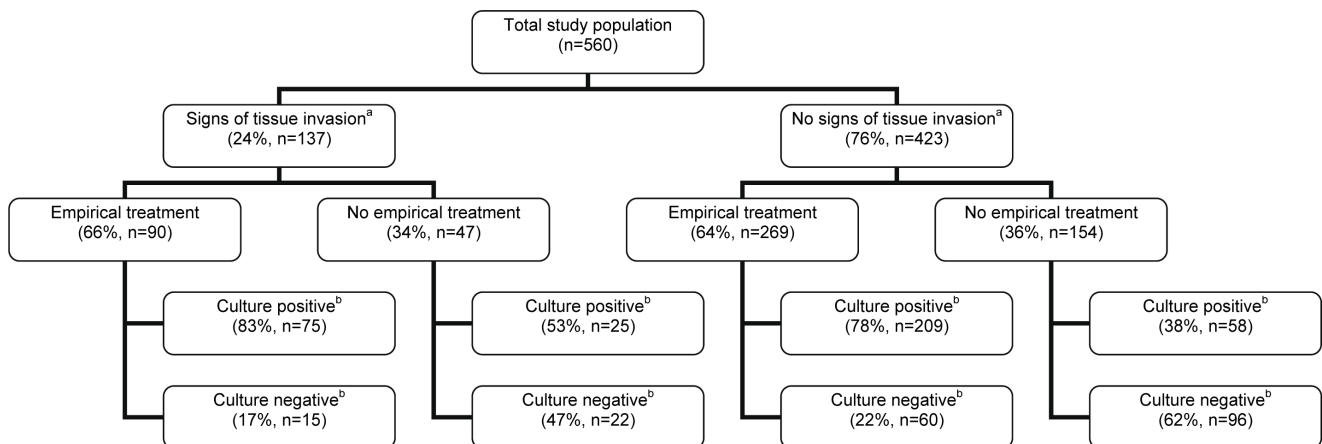 Total study population
(n=560)
Signs of tissue invasionᵃ
(24%, n=137)
No signs of tissue invasionᵃ
(76%, n=423)
Empirical treatment
(66%, n=90)
No empirical treatment
(34%, n=47)
Empirical treatment
(64%, n=269)
No empirical treatment
(36%, n=154)
Culture positiveᵇ
(83%, n=75)
Culture positiveᵇ
(53%, n=25)
Culture positiveᵇ
(78%, n=209)
Culture positiveᵇ
(38%, n=58)
Culture negativeᵇ
(17%, n=15)
Culture negativeᵇ
(47%, n=22)
Culture negativeᵇ
(22%, n=60)
Culture negativeᵇ
(62%, n=96)